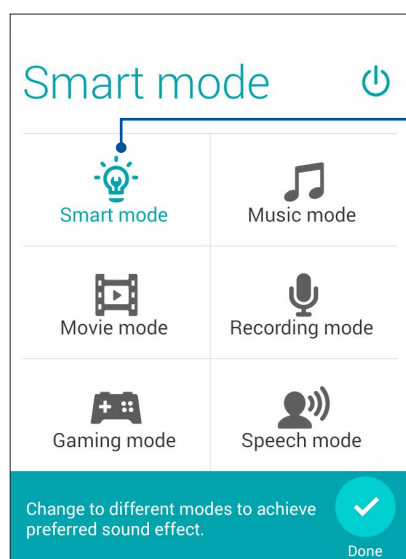 Smart mode
Smart mode
Music mode
Movie mode
Recording mode
Gaming mode
Speech mode
Change to different modes to achieve
preferred sound effect.
Done